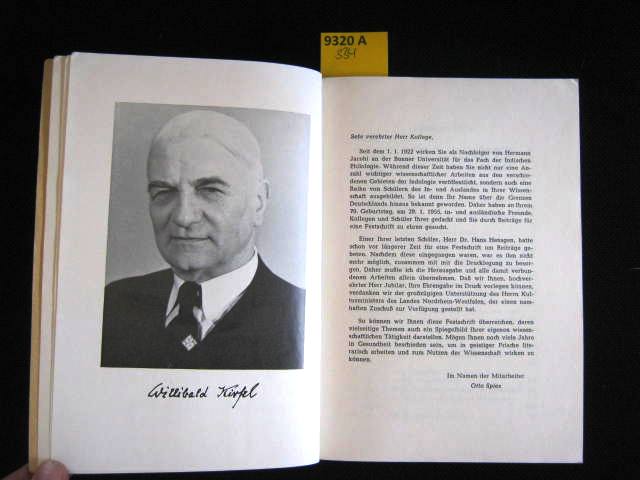 9320 A
334
Willibald Kirfel
Sehr verehrter Herr Kollege,
Seit dem 1. 1. 1922 wirken Sie als Nachfolger von Hermann
Jacobi an der Bonner Universität für das Fach der Indischen
Philologie. Während dieser Zeit haben Sie nicht nur eine An-
zahl wichtiger wissenschaftlicher Arbeiten aus den verschie-
denen Gebieten der Indologie veröffentlicht, sondern auch eine
Reihe von Schülern des In- und Auslandes in Ihrer Wissen-
schaft ausgebildet. So ist denn Ihr Name über die Grenzen
Deutschlands hinaus bekannt geworden. Daher haben an Ihrem
70. Geburtstag, am 29. 1. 1955, in- und ausländische Freunde,
Kollegen und Schüler Ihrer gedacht und Sie durch Beiträge für
eine Festschrift zu ehren gesucht.
Einer Ihrer letzten Schüler, Herr Dr. Hans, hatte
schon vor längerer Zeit für eine Festschrift um Beiträge ge-
beten. Nachdem diese eingegangen waren, war es ihm nicht
mehr möglich, zusammen mit mir die Drucklegung zu besor-
gen. Daher mußte ich die Herausgabe und alle damit verbun-
denen Arbeiten allein übernehmen. Daß wir Ihnen, hochver-
ehrter Herr Jubilar, Ihre Ehrengabe im Druck vorlegen können,
verdanken wir der großzügigen Unterstützung des Herrn Kul-
tusministers des Landes Nordrhein-Westfalen, der einen nam-
haften Zuschuß zur Verfügung gestellt hat.
So können wir Ihnen diese Festschrift überreichen, deren
vielseitige Themen auch ein Spiegelbild Ihrer eigenen wissen-
schaftlichen Tätigkeit darstellen. Mögen Ihnen noch viele Jahre
in Gesundheit beschieden sein, um in geistiger Frische lite-
rarisch arbeiten und zum Nutzen der Wissenschaft wirken zu
können.
Im Namen der Mitarbeiter
Otto Spies